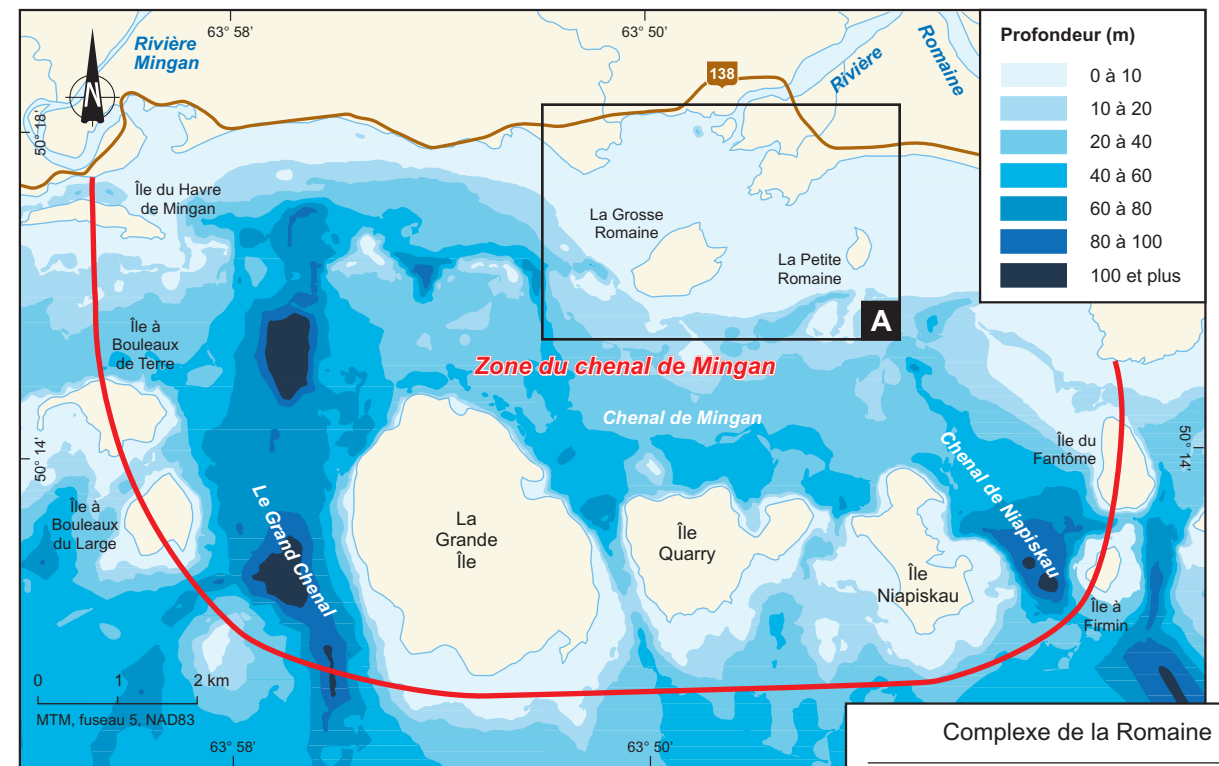 63° 58'
63° 50'
Rivière
Mingan
138
Rivière
Romaine
N
50° 18'
Île du Havre
de Mingan
La Grosse
Romaine
La Petite
Romaine
A
Île à
Bouleaux
de Terre
Zone du chenal de Mingan
Chenal de Mingan
50° 14'
Île du
Fantôme
50° 14'
Chenal de Niapiskau
Le Grand Chenal
Île à
Bouleaux
du Large
La
Grande
Île
Île
Quarry
Île
Niapiskau
Île à
Firmin
0 1 2 km
MTM, fuseau 5, NAD83
63° 58'
63° 50'
Profondeur (m)
0 à 10
10 à 20
20 à 40
40 à 60
60 à 80
80 à 100
100 et plus
Complexe de la Romaine